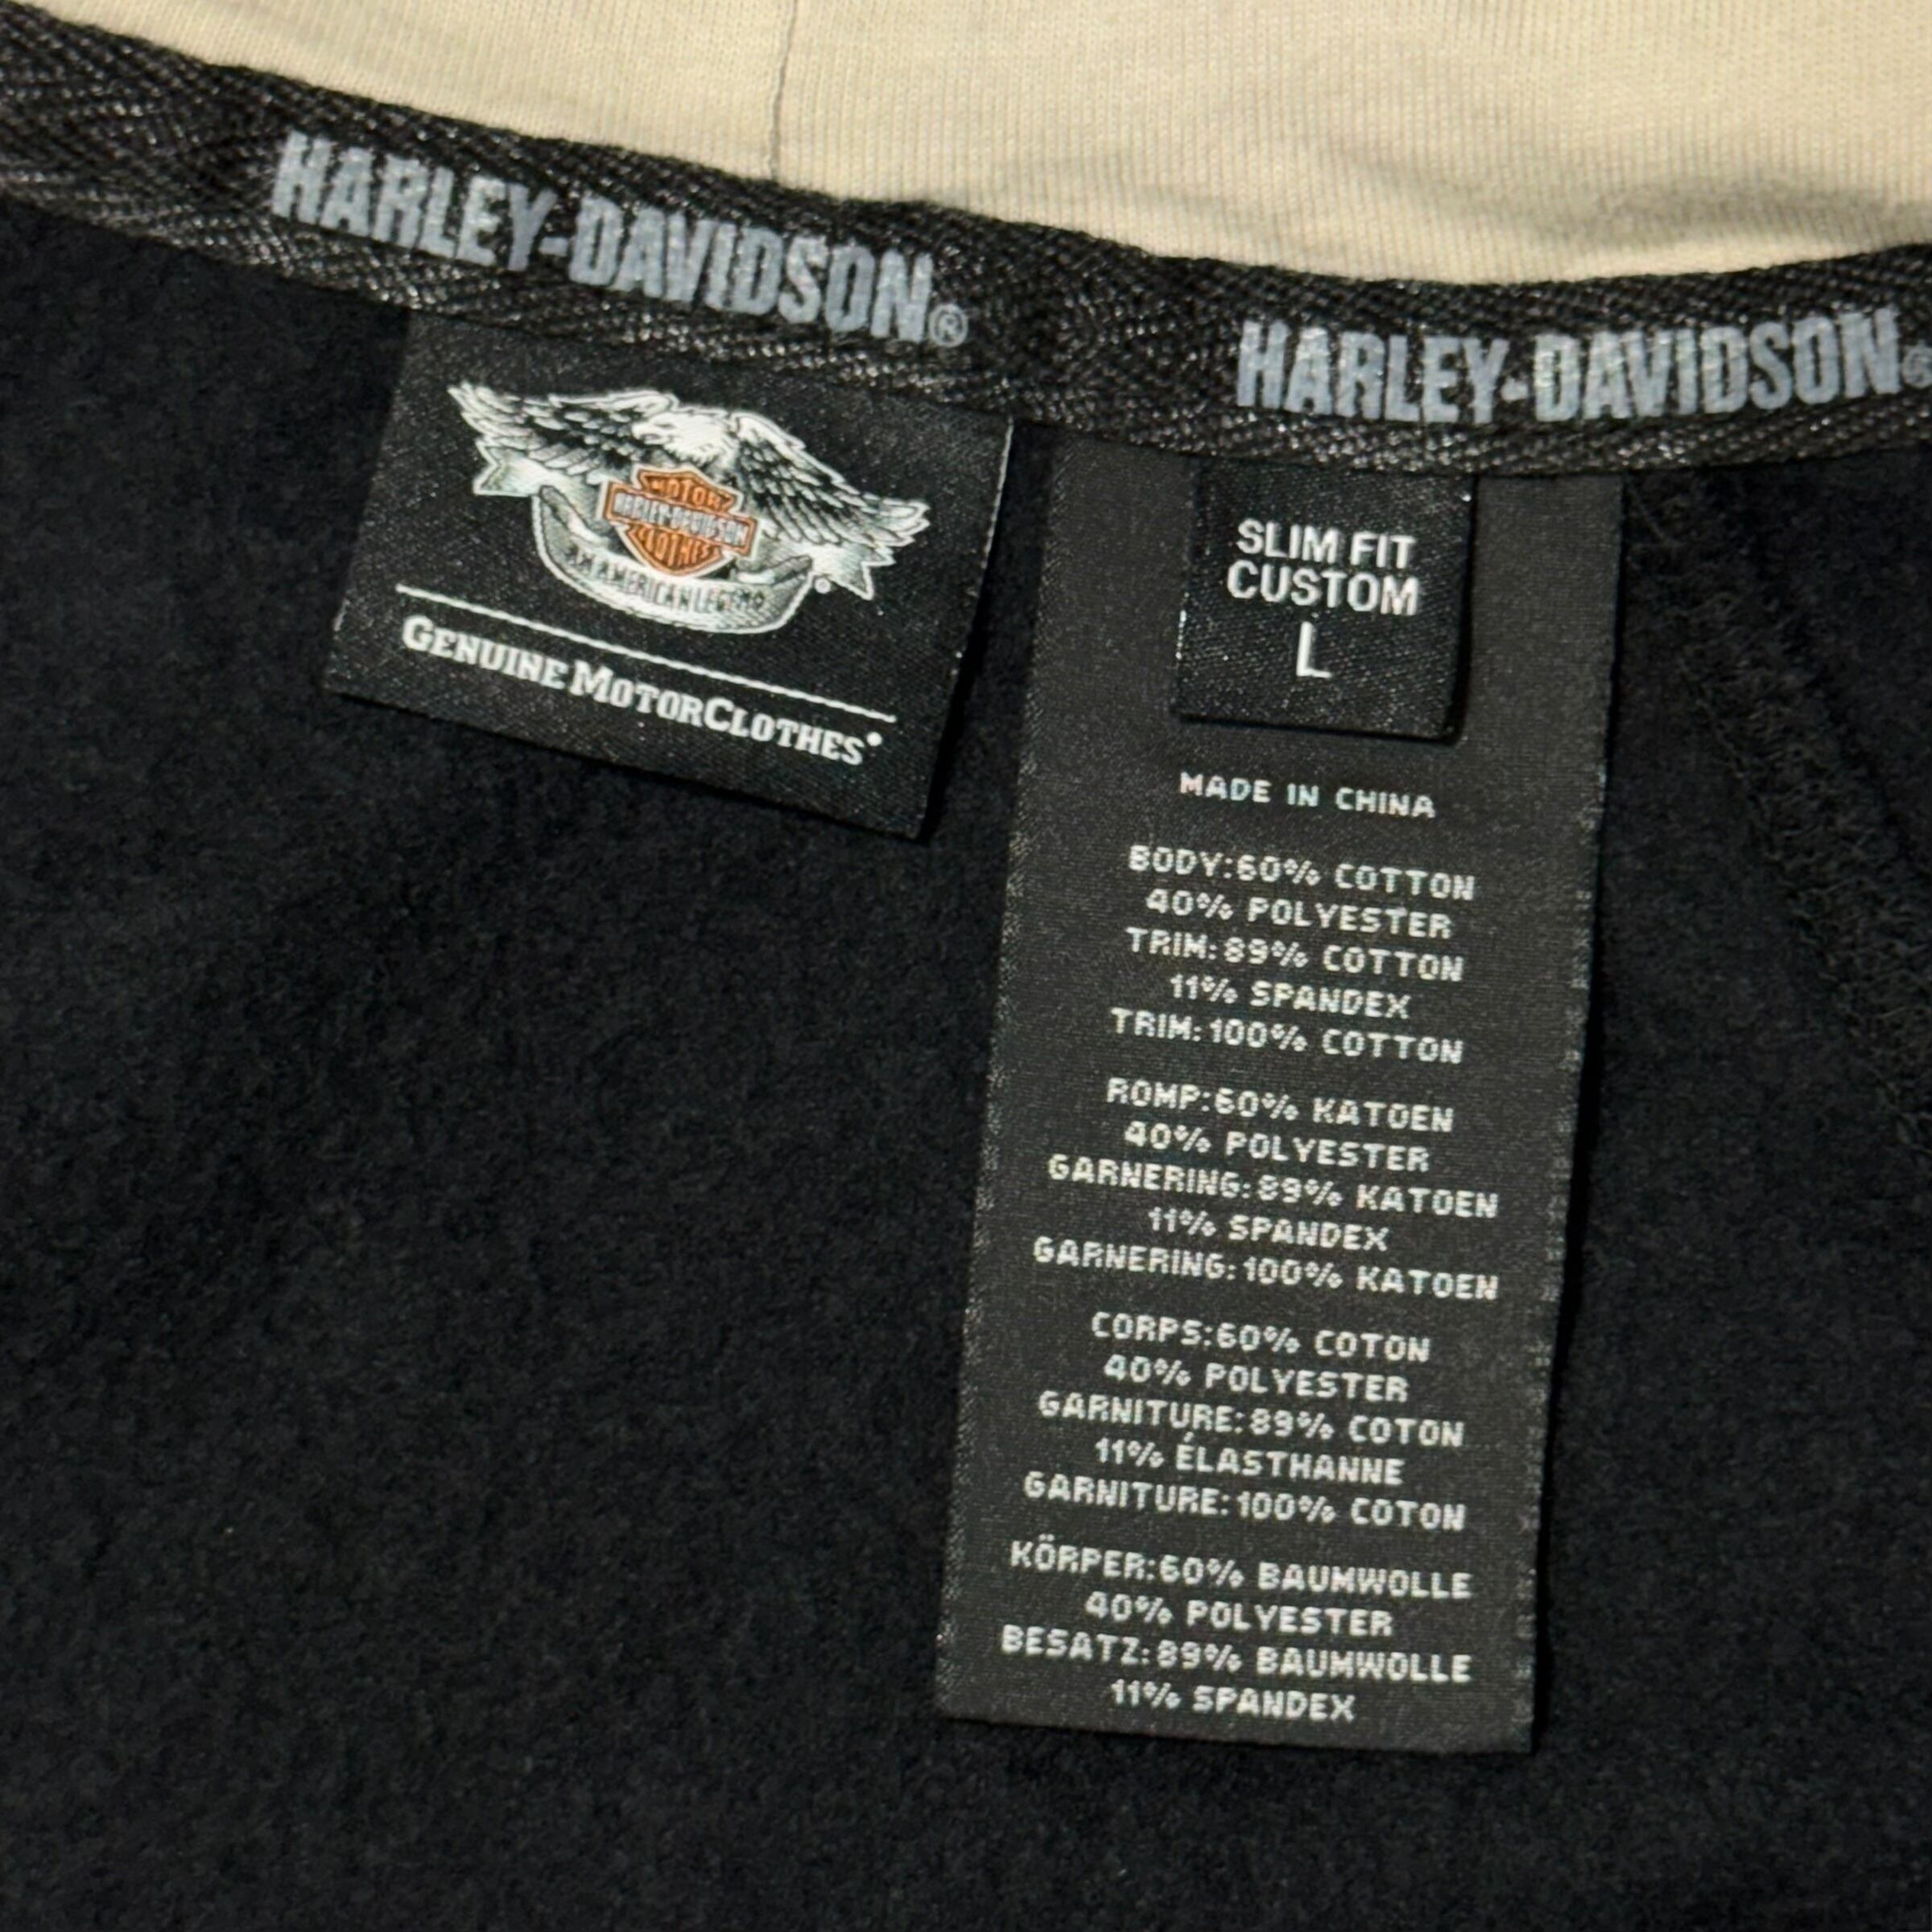 HARLEY-DAVIDSON®
HARLEY-DAVIDSON®
MOTOR
HARLEY-DAVIDSON
CLOTHES
AN AMERICAN LEGEND
GENUINE MOTORCLOTHES®
SLIM FIT
CUSTOM
L
MADE IN CHINA
BODY:60% COTTON
40% POLYESTER
TRIM:89% COTTON
11% SPANDEX
TRIM:100% COTTON
ROMP:60% KATOEN
40% POLYESTER
GARNERING:89% KATOEN
11% SPANDEX
GARNERING:100% KATOEN
CORPS:60% COTON
40% POLYESTER
GARNITURE:89% COTON
11% ÉLASTHANNE
GARNITURE:100% COTON
KÖRPER:60% BAUMWOLLE
40% POLYESTER
BESATZ:89% BAUMWOLLE
11% SPANDEX